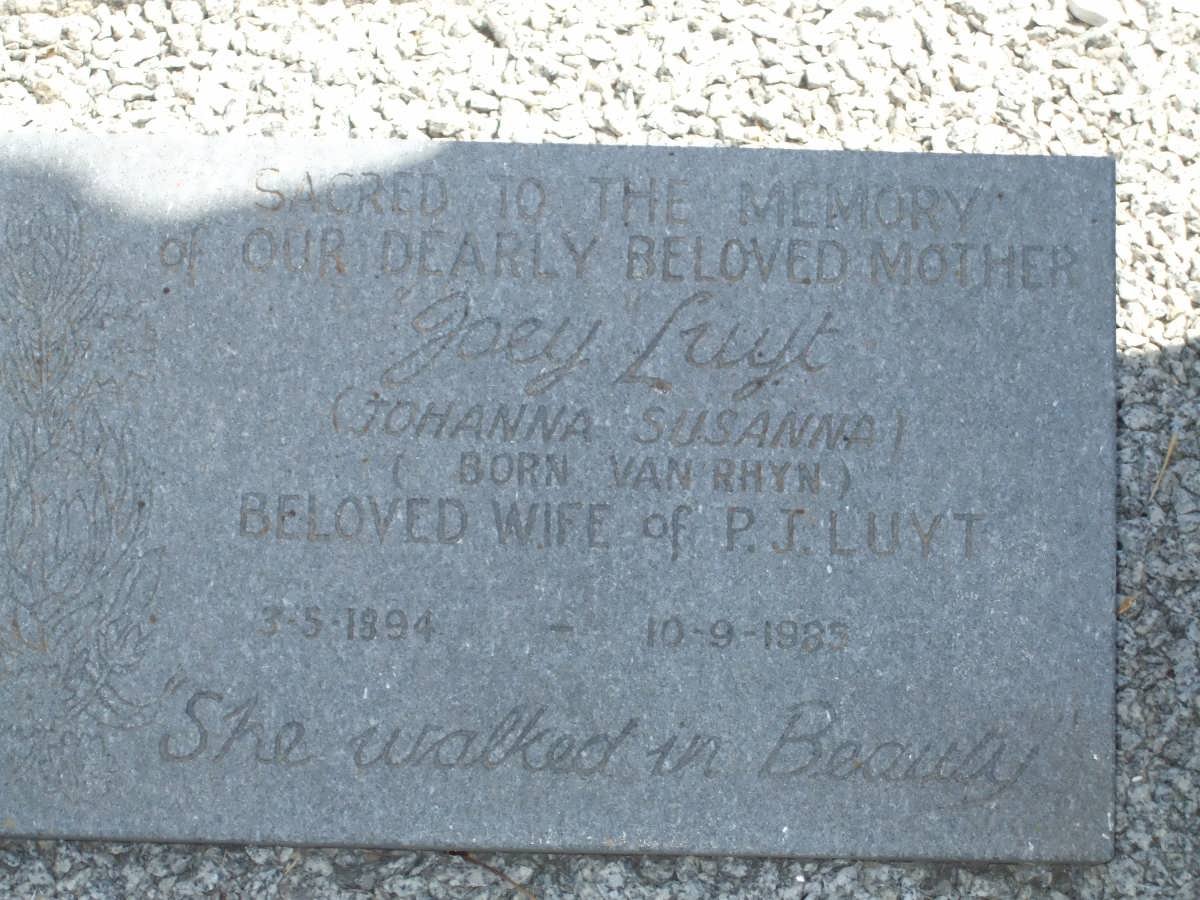 SACRED TO THE MEMORY
of OUR DEARLY BELOVED MOTHER
"Joey" Luyt
(JOHANNA SUSANNA)
( BORN VAN RHYN )
BELOVED WIFE of P.J. LUYT
3-5-1894 – 10-9-1985
"She walked in Beauty"